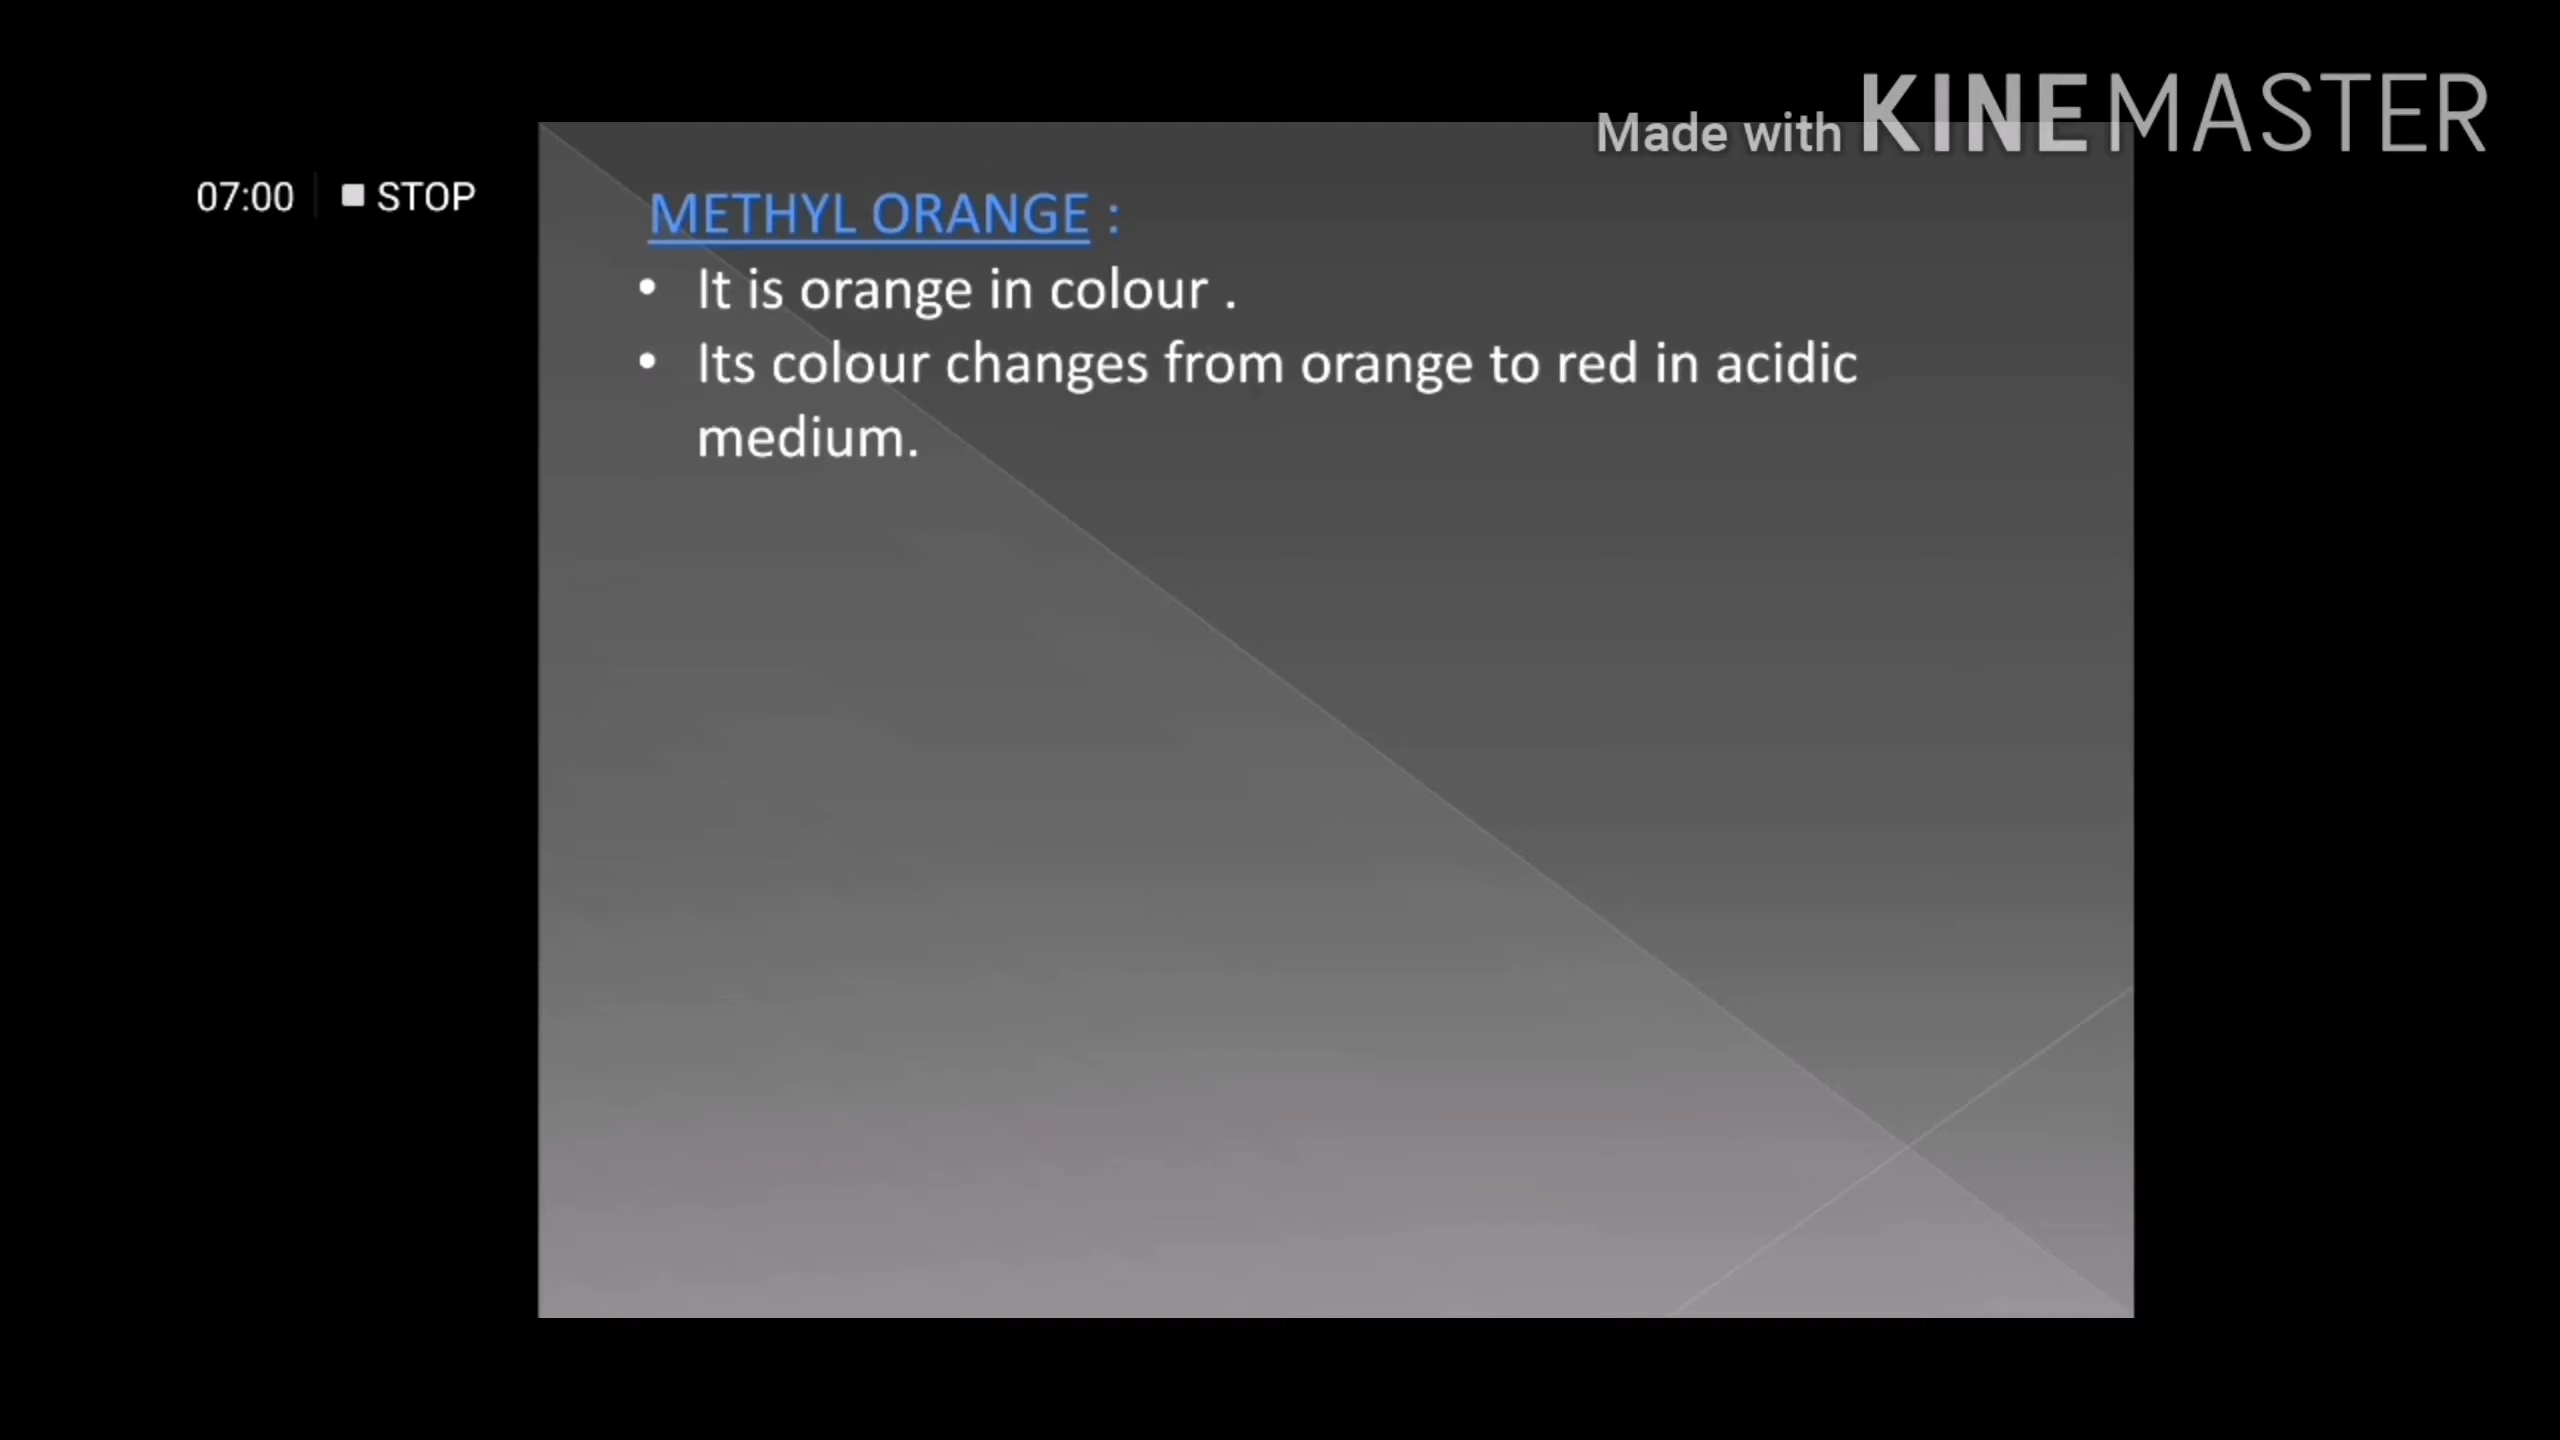 Made with KINEMASTER
07:00 STOP
METHYL ORANGE :
• It is orange in colour .
• Its colour changes from orange to red in acidic
medium.